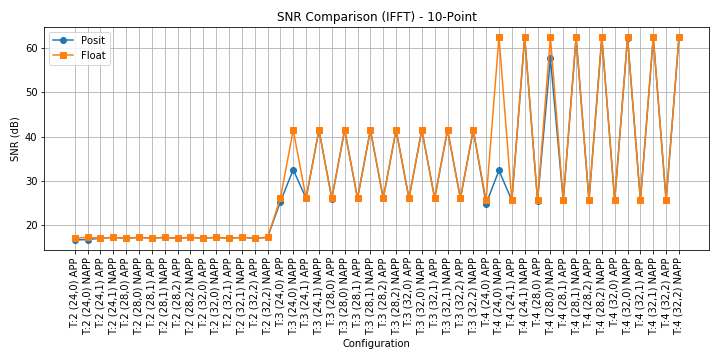 SNR Comparison (IFFT) - 10-Point
Posit
Float
60
50
40
30
20
SNR (dB)
T:2 (24,0) APP
T:2 (24,0) NAPP
T:2 (24,1) APP
T:2 (24,1) NAPP
T:2 (28,0) APP
T:2 (28,0) NAPP
T:2 (28,1) APP
T:2 (28,1) NAPP
T:2 (28,2) APP
T:2 (28,2) NAPP
T:2 (32,0) APP
T:2 (32,0) NAPP
T:2 (32,1) APP
T:2 (32,1) NAPP
T:2 (32,2) APP
T:2 (32,2) NAPP
T:3 (24,0) APP
T:3 (24,0) NAPP
T:3 (24,1) APP
T:3 (24,1) NAPP
T:3 (28,0) APP
T:3 (28,0) NAPP
T:3 (28,1) APP
T:3 (28,1) NAPP
T:3 (28,2) APP
T:3 (28,2) NAPP
T:3 (32,0) APP
T:3 (32,0) NAPP
T:3 (32,1) APP
T:3 (32,1) NAPP
T:3 (32,2) APP
T:3 (32,2) NAPP
T:4 (24,0) APP
T:4 (24,0) NAPP
T:4 (24,1) APP
T:4 (24,1) NAPP
T:4 (28,0) APP
T:4 (28,0) NAPP
T:4 (28,1) APP
T:4 (28,1) NAPP
T:4 (28,2) APP
T:4 (28,2) NAPP
T:4 (32,0) APP
T:4 (32,0) NAPP
T:4 (32,1) APP
T:4 (32,1) NAPP
T:4 (32,2) APP
T:4 (32,2) NAPP
Configuration